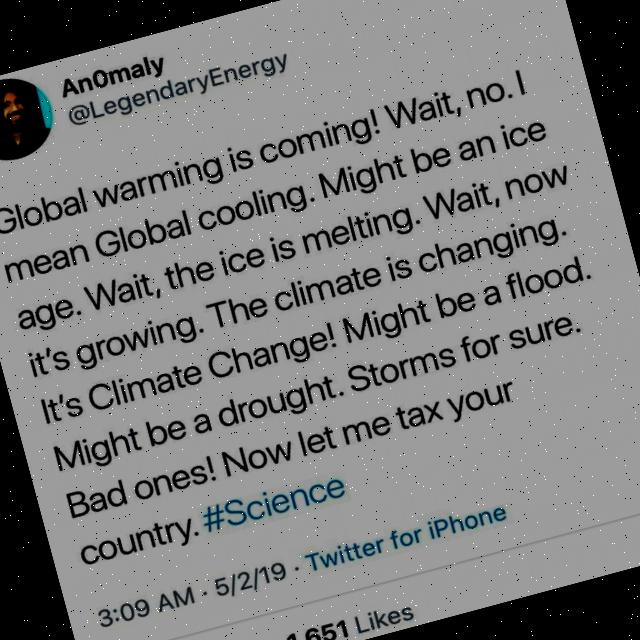 An0maly
@LegendaryEnergy
Global warming is coming! Wait, no. I
mean Global cooling. Might be an ice
age. Wait, the ice is melting. Wait, now
it's growing. The climate is changing.
It's Climate Change! Might be a flood.
Might be a drought. Storms for sure.
Bad ones! Now let me tax your
country. #Science
3:09 AM · 5/2/19 · Twitter for iPhone
1,651 Likes